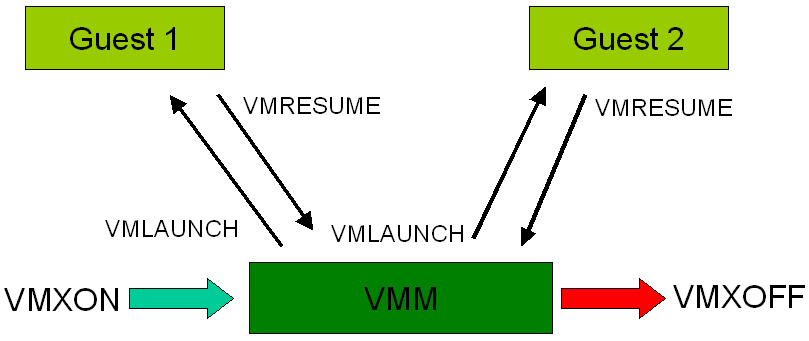 Guest 1
Guest 2
VMRESUME
VMRESUME
VMLAUNCH
VMLAUNCH
VMXON
VMM
VMXOFF